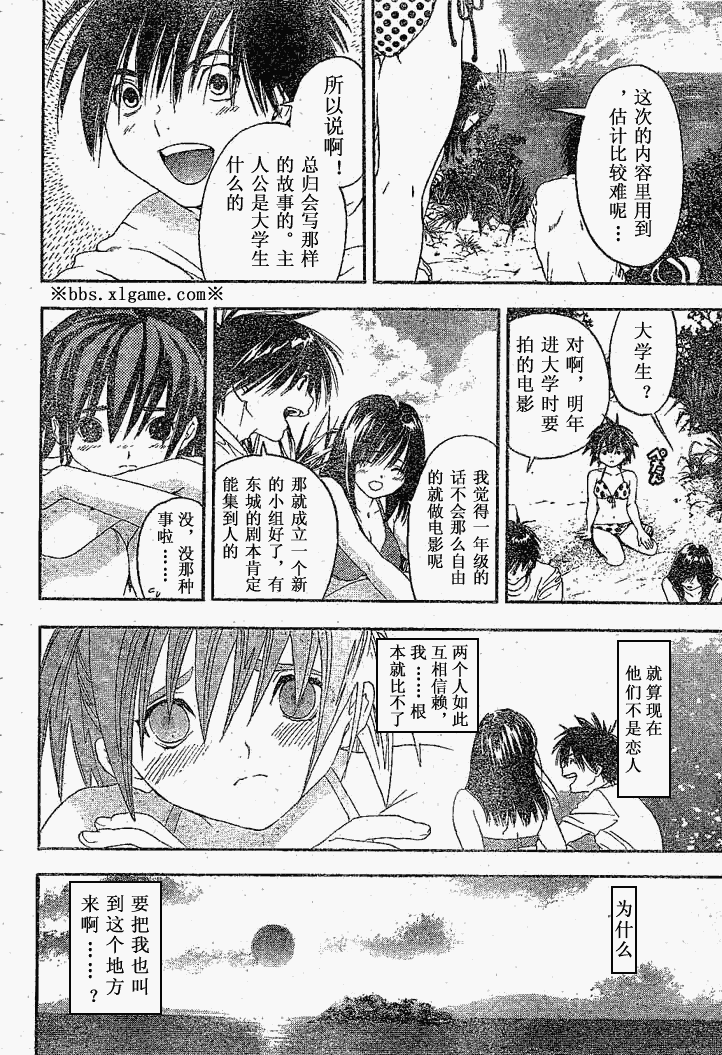 这次的内容里用到
，估计比较难呢…
所以说啊！
总归会写那样
的故事的。主
人公是大学生
什么的
※bbs.xlgame.com※
大学生？
对啊，明年
进大学时要
拍的电影
ぺたん
我觉得一年级的
话不会那么自由
的就做电影呢
那就成立一个新
的小组好了，有
东城的剧本肯定
能集到人的
没，没那种
事啦……
就算现在
他们不是恋人
两个人如此
互相信赖，
我……根
本就比不了
为什么
要把我也叫
到这个地方
来啊……？